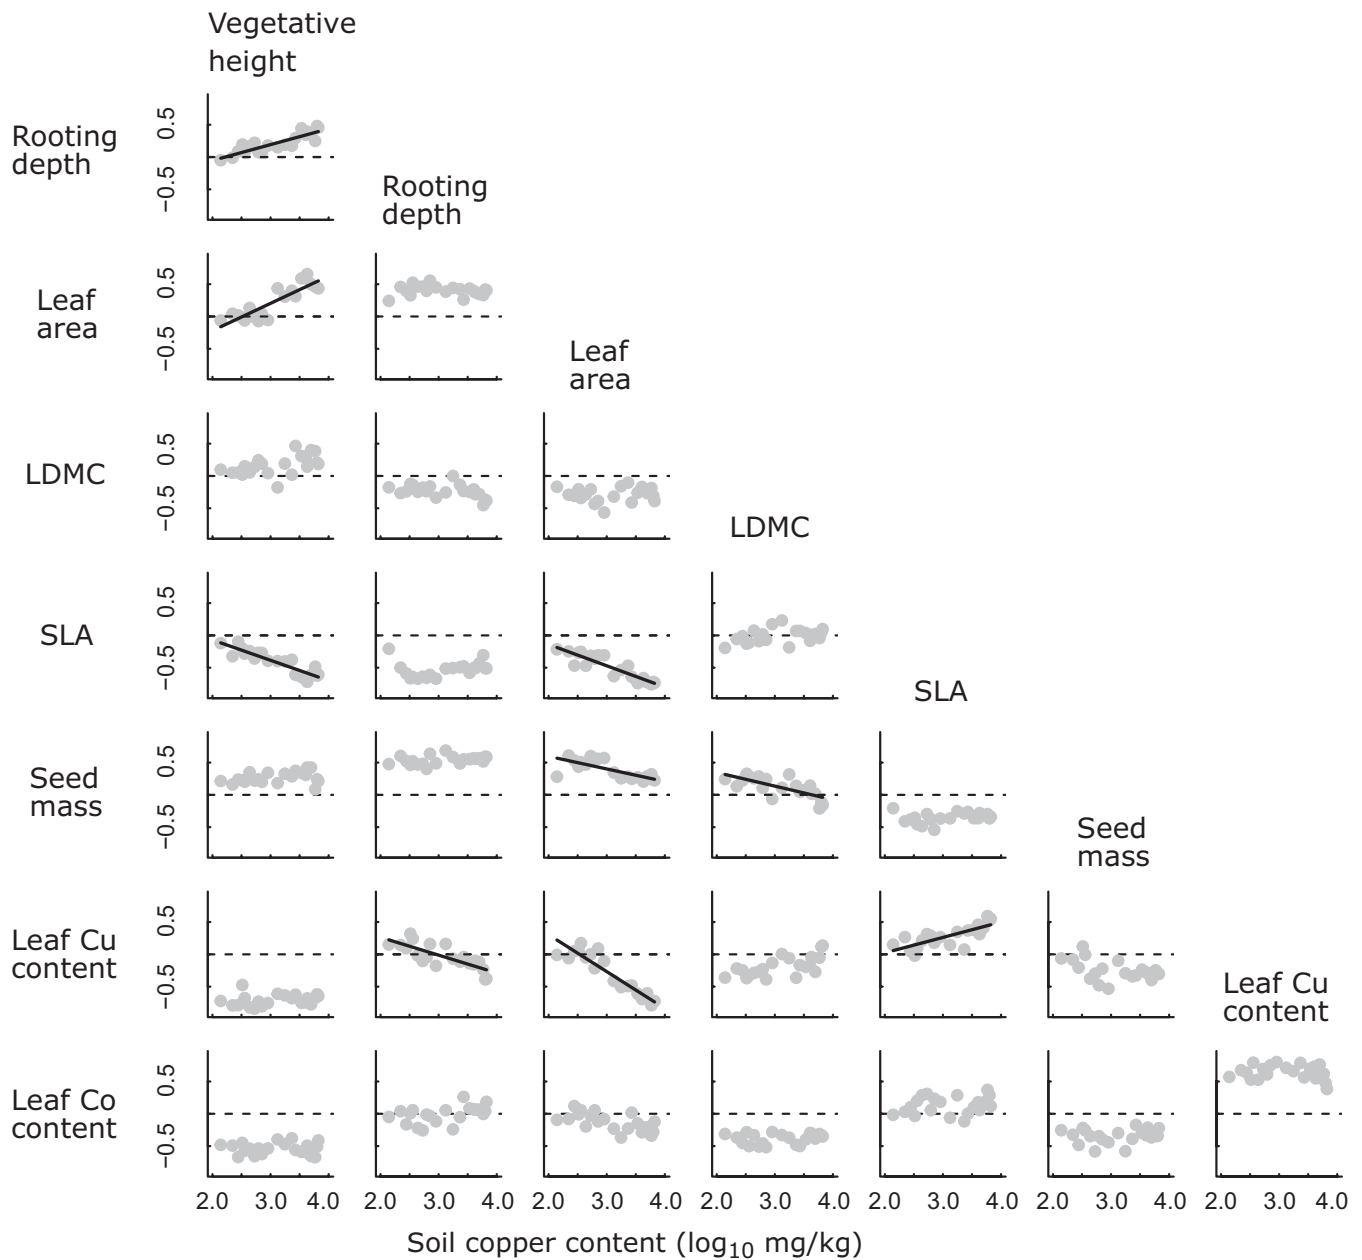 Vegetative
height
0.5
−0.5
Rooting
depth
Rooting
depth
0.5
−0.5
Leaf
area
Leaf
area
0.5
−0.5
LDMC
LDMC
0.5
−0.5
SLA
SLA
0.5
−0.5
Seed
mass
Seed
mass
0.5
−0.5
Leaf Cu
content
Leaf Cu
content
0.5
−0.5
Leaf Co
content
2.0 3.0 4.0 2.0 3.0 4.0 2.0 3.0 4.0 2.0 3.0 4.0 2.0 3.0 4.0 2.0 3.0 4.0 2.0 3.0 4.0
Soil copper content (log₁₀ mg/kg)